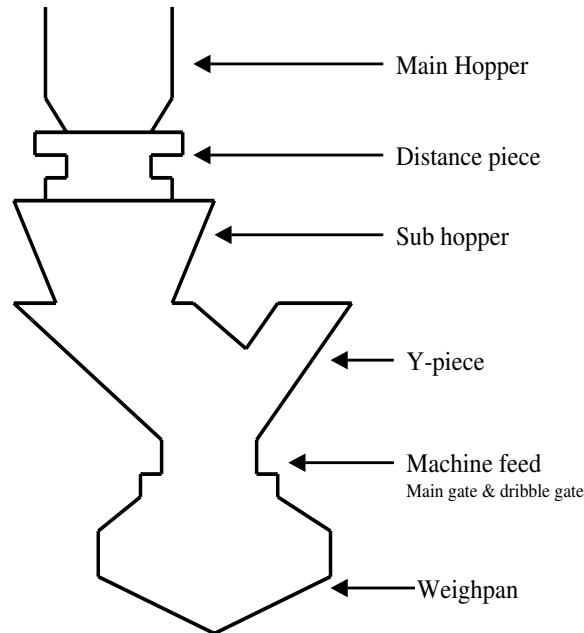 Main Hopper
Distance piece
Sub hopper
Y-piece
Machine feed
Main gate & dribble gate
Weighpan